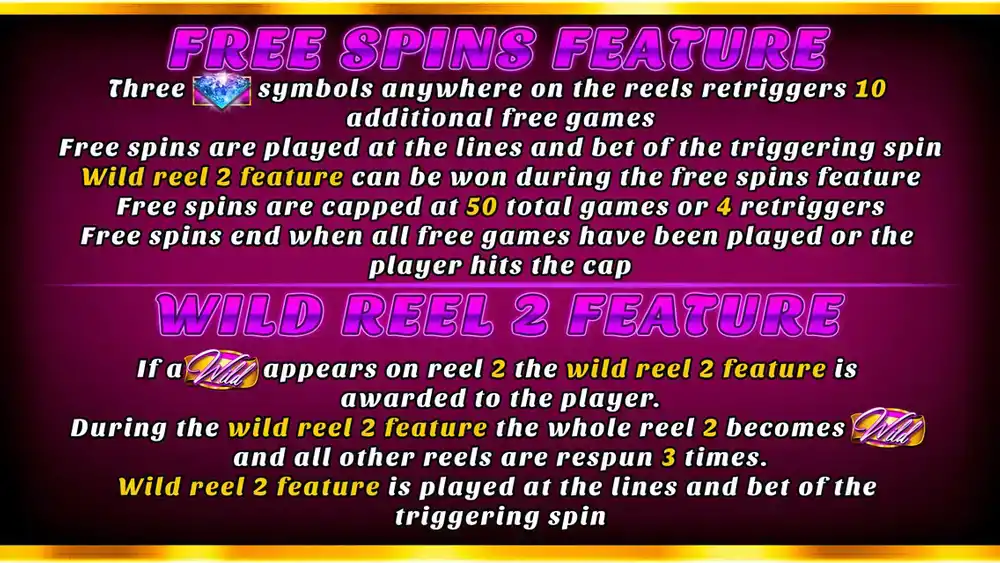 FREE SPINS FEATURE
Three symbols anywhere on the reels retriggers 10
additional free games
Free spins are played at the lines and bet of the triggering spin
Wild reel 2 feature can be won during the free spins feature
Free spins are capped at 50 total games or 4 retriggers
Free spins end when all free games have been played or the
player hits the cap
WILD REEL 2 FEATURE
If a Wild appears on reel 2 the wild reel 2 feature is
awarded to the player.
During the wild reel 2 feature the whole reel 2 becomes Wild
and all other reels are respun 3 times.
Wild reel 2 feature is played at the lines and bet of the
triggering spin